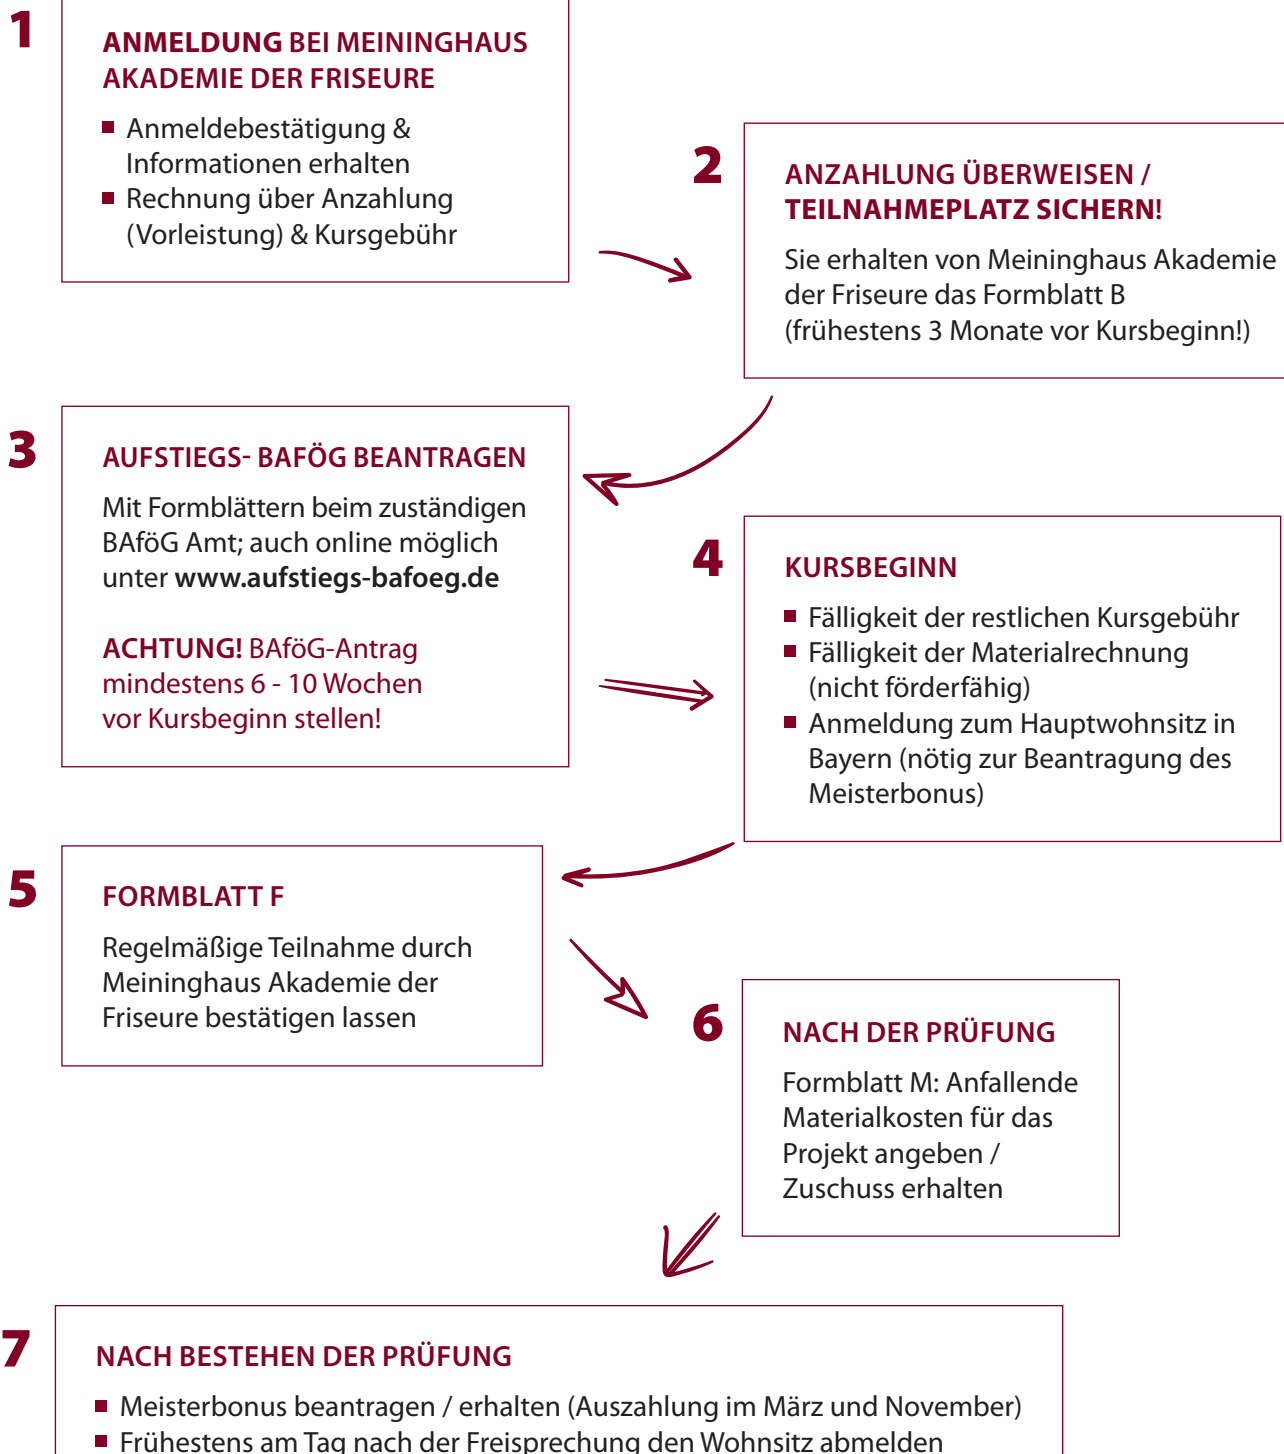 1
ANMELDUNG BEI MEININGHAUS
AKADEMIE DER FRISEURE
Anmeldebestätigung &
Informationen erhalten
Rechnung über Anzahlung
(Vorleistung) & Kursgebühr
2
ANZAHLUNG ÜBERWEISEN /
TEILNAHMEPLATZ SICHERN!
Sie erhalten von Meininghaus Akademie
der Friseure das Formblatt B
(frühestens 3 Monate vor Kursbeginn!)
3
AUFSTIEGS- BAFÖG BEANTRAGEN
Mit Formblättern beim zuständigen
BAföG Amt; auch online möglich
unter www.aufstiegs-bafoeg.de
ACHTUNG! BAföG-Antrag
mindestens 6 - 10 Wochen
vor Kursbeginn stellen!
4
KURSBEGINN
Fälligkeit der restlichen Kursgebühr
Fälligkeit der Materialrechnung
(nicht förderfähig)
Anmeldung zum Hauptwohnsitz in
Bayern (nötig zur Beantragung des
Meisterbonus)
5
FORMBLATT F
Regelmäßige Teilnahme durch
Meininghaus Akademie der
Friseure bestätigen lassen
6
NACH DER PRÜFUNG
Formblatt M: Anfallende
Materialkosten für das
Projekt angeben /
Zuschuss erhalten
7
NACH BESTEHEN DER PRÜFUNG
Meisterbonus beantragen / erhalten (Auszahlung im März und November)
Frühestens am Tag nach der Freisprechung den Wohnsitz abmelden